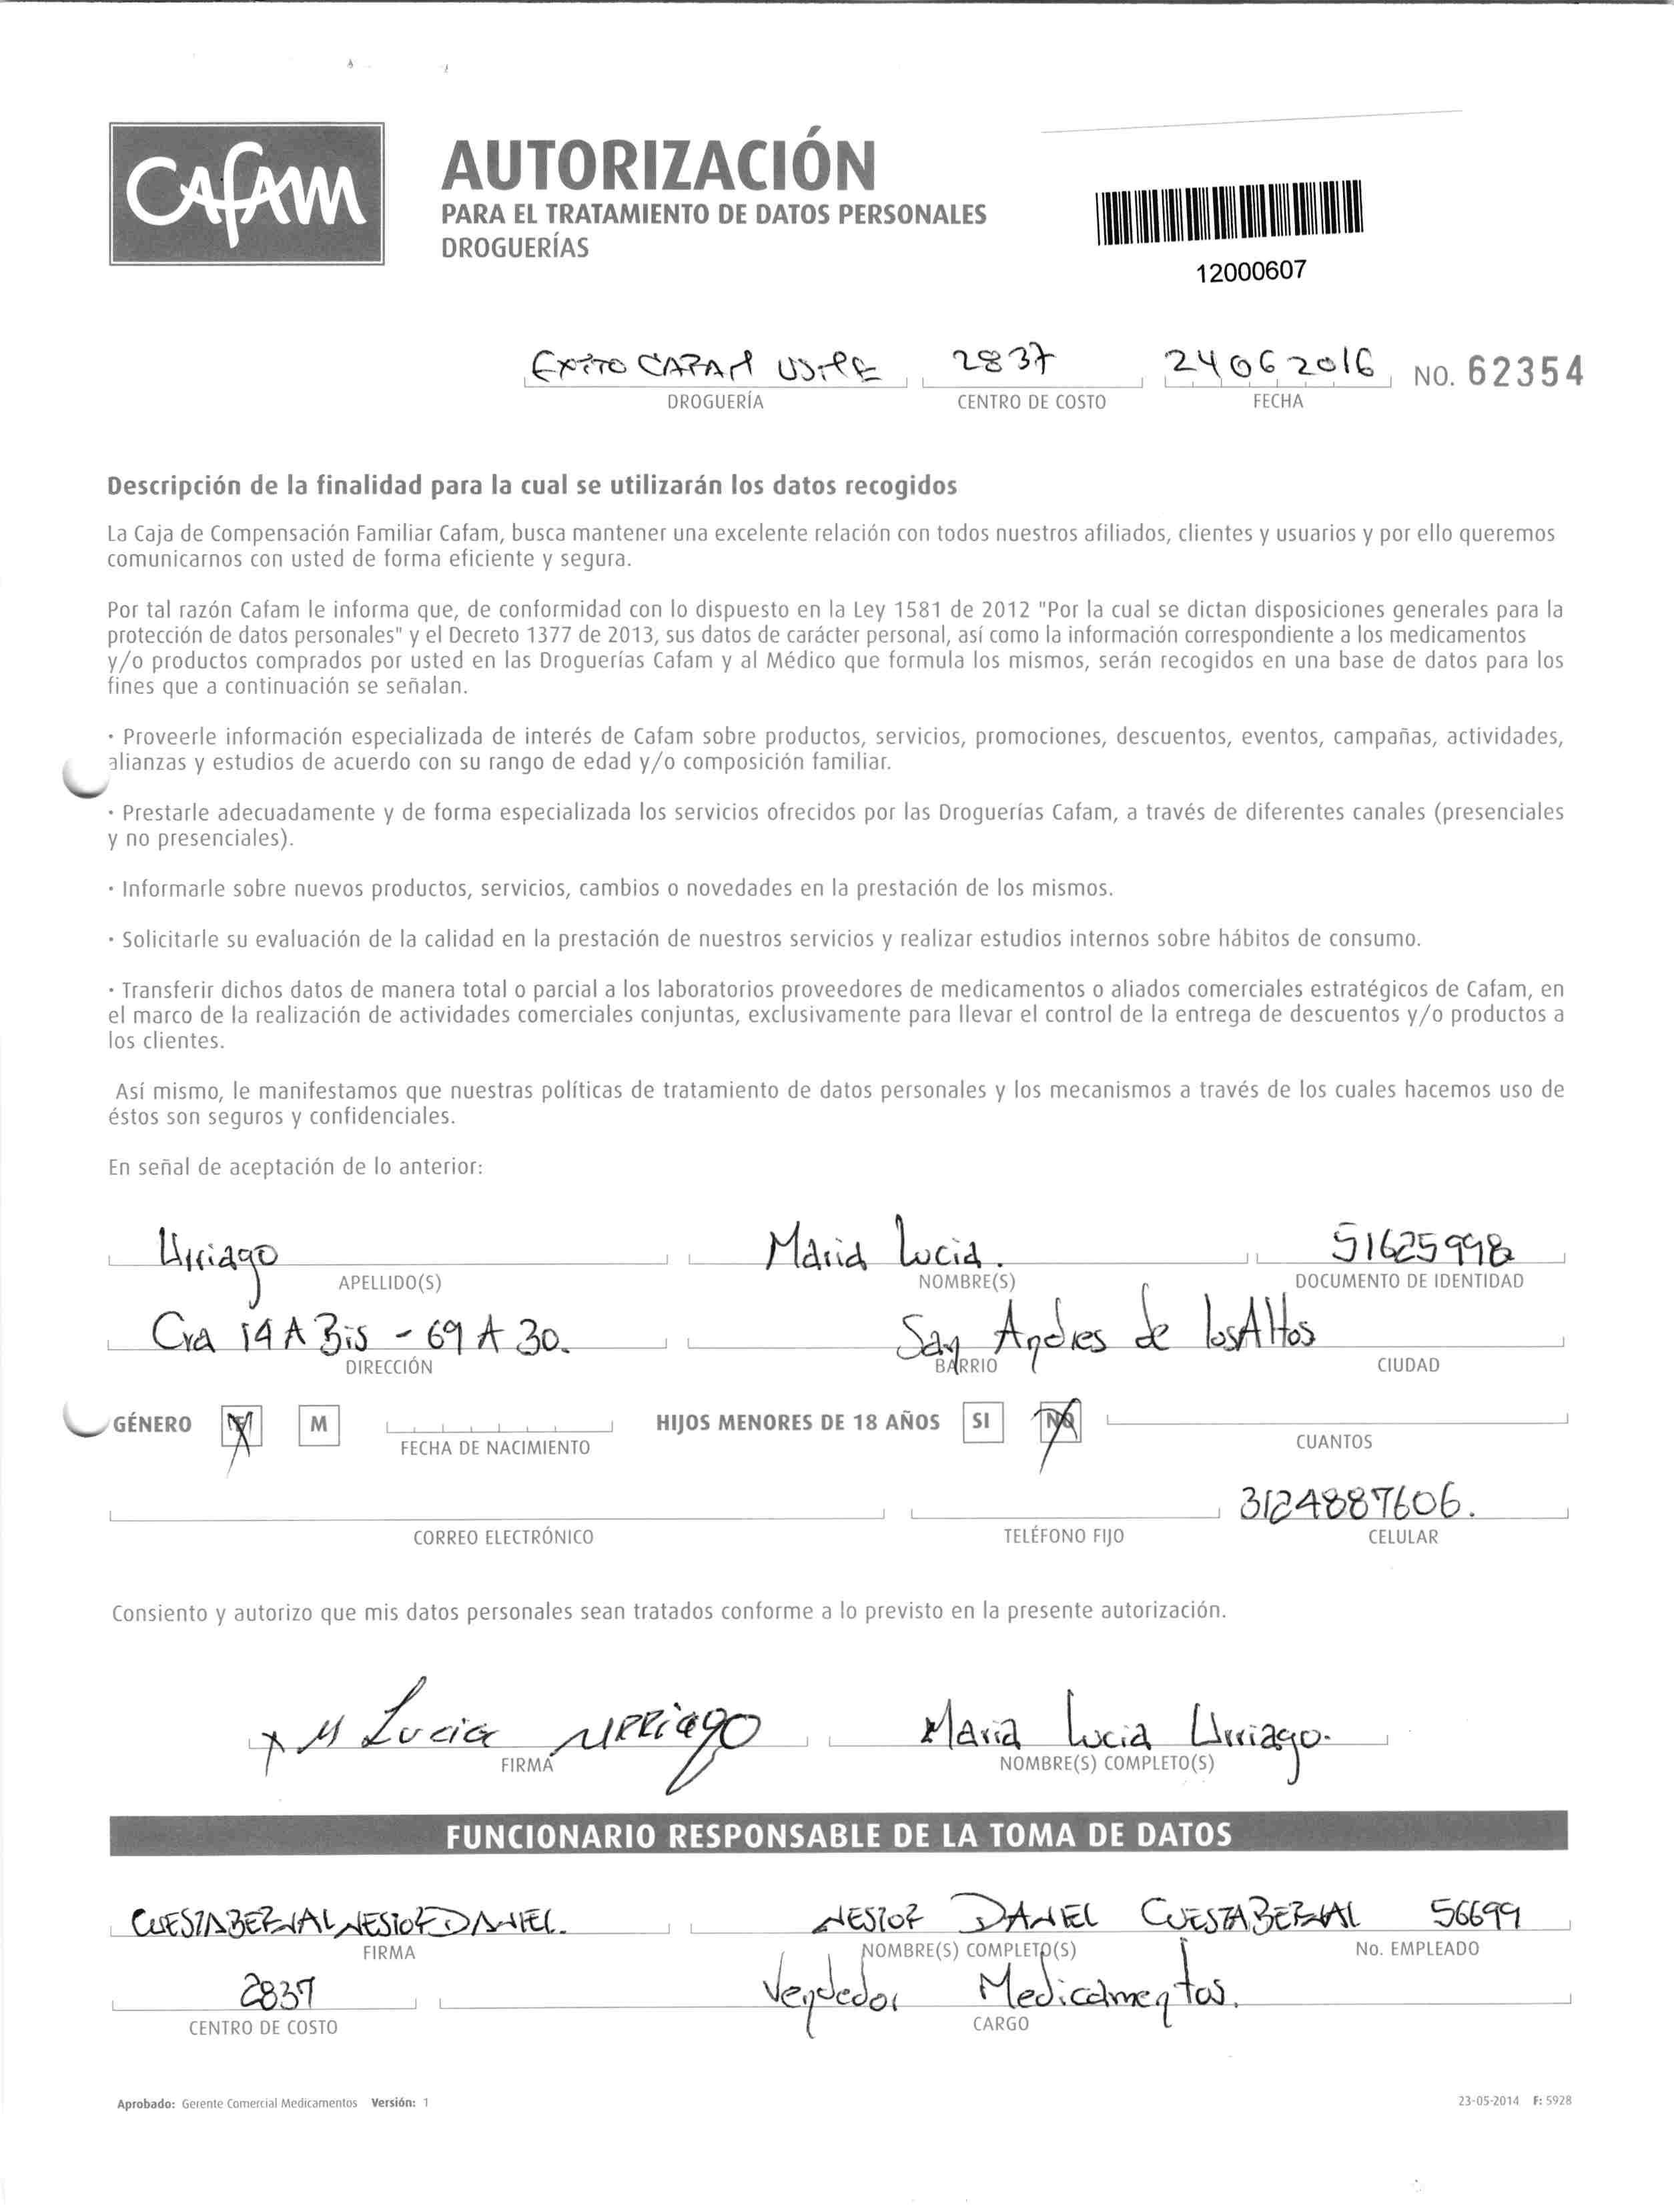 CAFAM
AUTORIZACIÓN
PARA EL TRATAMIENTO DE DATOS PERSONALES
DROGUERÍAS
12000607
EXITO CAFAM USME 2837 24 06 2016 NO. 62354
DROGUERÍA CENTRO DE COSTO FECHA
Descripción de la finalidad para la cual se utilizarán los datos recogidos
La Caja de Compensación Familiar Cafam, busca mantener una excelente relación con todos nuestros afiliados, clientes y usuarios y por ello queremos
comunicarnos con usted de forma eficiente y segura.
Por tal razón Cafam le informa que, de conformidad con lo dispuesto en la Ley 1581 de 2012 "Por la cual se dictan disposiciones generales para la
protección de datos personales" y el Decreto 1377 de 2013, sus datos de carácter personal, así como la información correspondiente a los medicamentos
y/o productos comprados por usted en las Droguerías Cafam y al Médico que formula los mismos, serán recogidos en una base de datos para los
fines que a continuación se señalan.
· Proveerle información especializada de interés de Cafam sobre productos, servicios, promociones, descuentos, eventos, campañas, actividades,
alianzas y estudios de acuerdo con su rango de edad y/o composición familiar.
· Prestarle adecuadamente y de forma especializada los servicios ofrecidos por las Droguerías Cafam, a través de diferentes canales (presenciales
y no presenciales).
· Informarle sobre nuevos productos, servicios, cambios o novedades en la prestación de los mismos.
· Solicitarle su evaluación de la calidad en la prestación de nuestros servicios y realizar estudios internos sobre hábitos de consumo.
· Transferir dichos datos de manera total o parcial a los laboratorios proveedores de medicamentos o aliados comerciales estratégicos de Cafam, en
el marco de la realización de actividades comerciales conjuntas, exclusivamente para llevar el control de la entrega de descuentos y/o productos a
los clientes.
Así mismo, le manifestamos que nuestras políticas de tratamiento de datos personales y los mecanismos a través de los cuales hacemos uso de
éstos son seguros y confidenciales.
En señal de aceptación de lo anterior:
Urriago Maria Lucia. 51625998
APELLIDO(S) NOMBRE(S) DOCUMENTO DE IDENTIDAD
Cra 14 A Bis - 69 A 30. San Andres de los Altos
DIRECCIÓN BARRIO CIUDAD
GÉNERO F M HIJOS MENORES DE 18 AÑOS SI NO
FECHA DE NACIMIENTO CUANTOS
3124887606.
CORREO ELECTRÓNICO TELÉFONO FIJO CELULAR
Consiento y autorizo que mis datos personales sean tratados conforme a lo previsto en la presente autorización.
x M Lucia URRiago Maria Lucia Urriago.
FIRMA NOMBRE(S) COMPLETO(S)
FUNCIONARIO RESPONSABLE DE LA TOMA DE DATOS
CUESTABERNAL NESTOR DANIEL. NESTOR DANIEL CUESTABERNAL 56699
FIRMA NOMBRE(S) COMPLETO(S) No. EMPLEADO
2837 Vendedor Medicamentos.
CENTRO DE COSTO CARGO
Aprobado: Gerente Comercial Medicamentos Versión: 1 23-05-2014 F: 5928